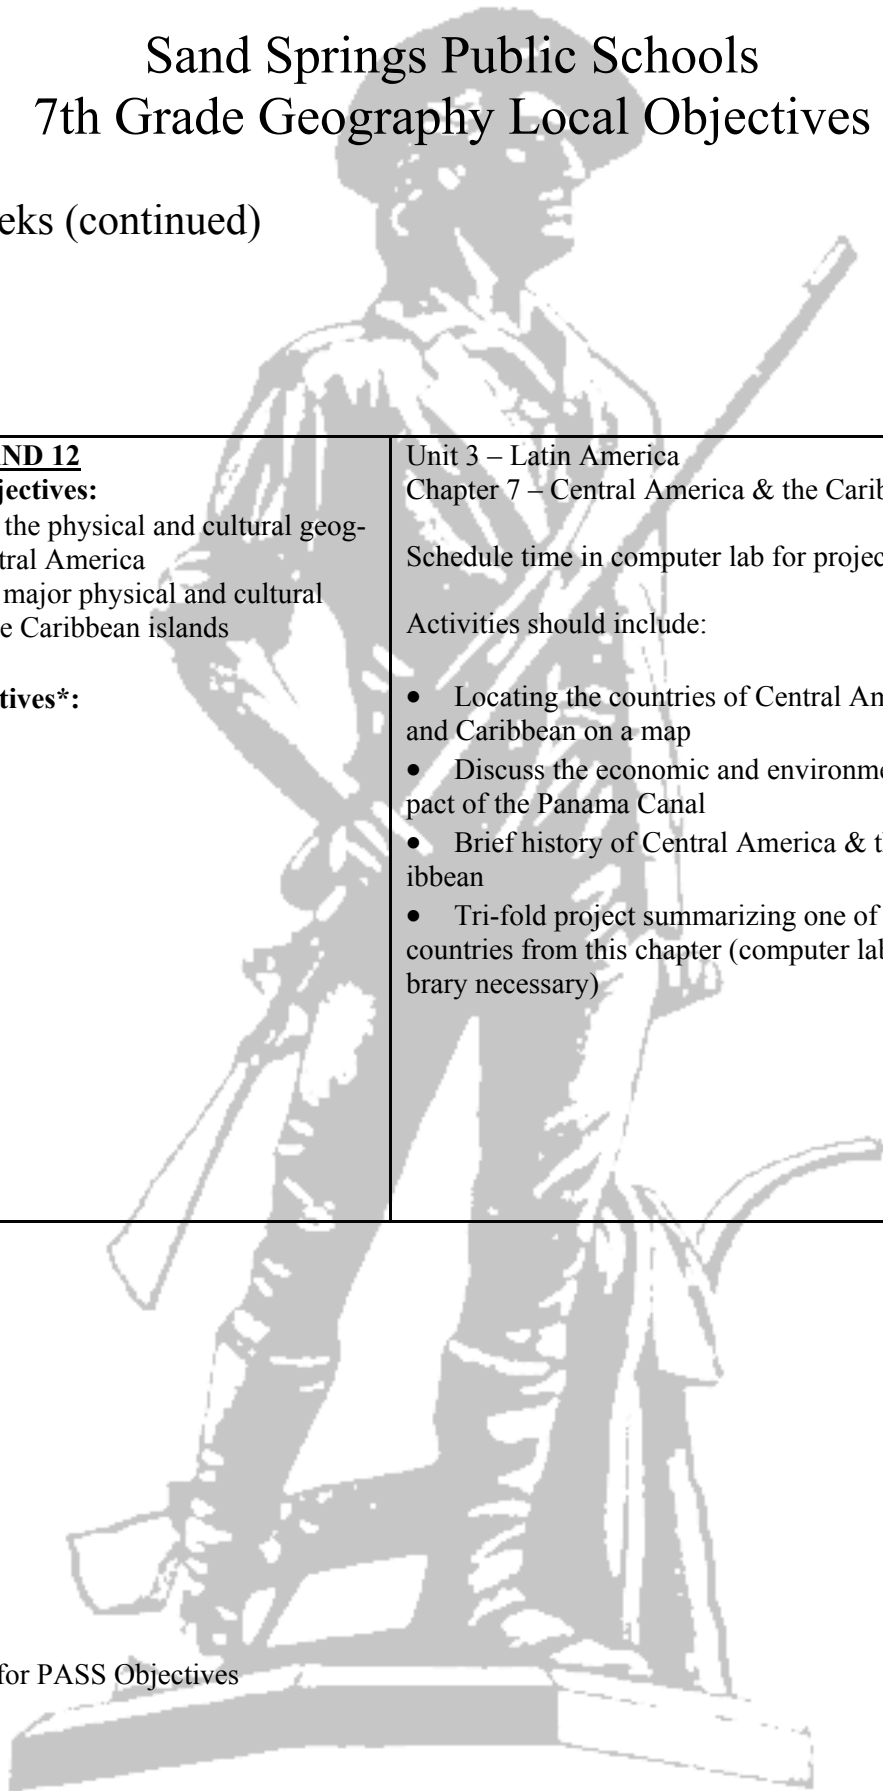 Sand Springs Public Schools
7th Grade Geography Local Objectives
eks (continued)
ND 12
jectives:
the physical and cultural geog-
tral America
major physical and cultural
e Caribbean islands
tives*:
Unit 3 – Latin America
Chapter 7 – Central America & the Carib
Schedule time in computer lab for projec
Activities should include:
• Locating the countries of Central Am
and Caribbean on a map
• Discuss the economic and environme
pact of the Panama Canal
• Brief history of Central America & t
ibbean
• Tri-fold project summarizing one of
countries from this chapter (computer lab
brary necessary)
for PASS Objectives